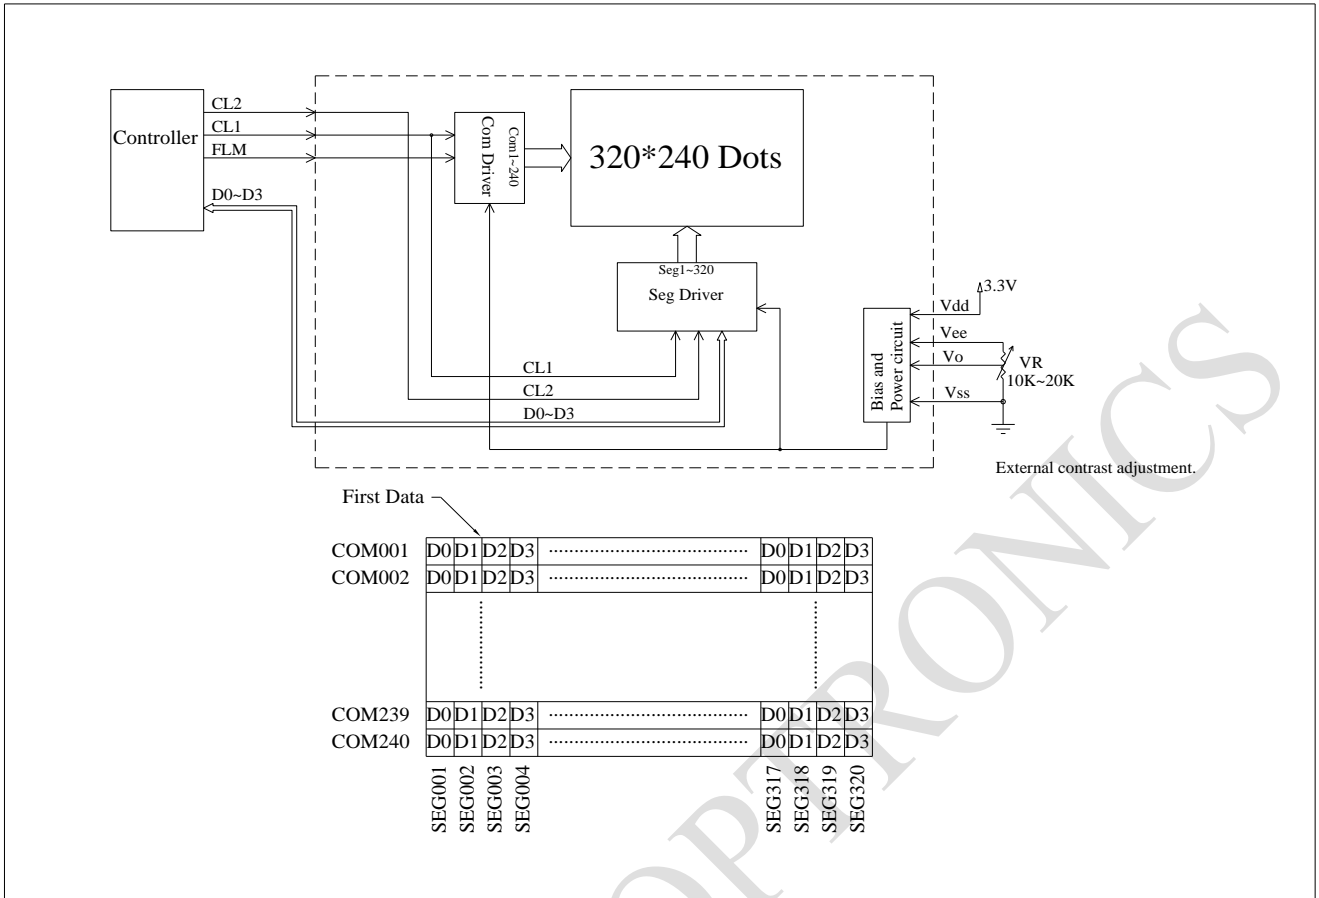 CL2
CL1
FLM
D0~D3
Controller
Com Driver
Com1~240
320*240 Dots
Seg1~320
Seg Driver
CL1
CL2
D0~D3
Bias and
Power circuit
3.3V
Vdd
Vee
Vo
Vss
VR
10K~20K
External contrast adjustment.
First Data
COM001 D0 D1 D2 D3 D0 D1 D2 D3
COM002 D0 D1 D2 D3 D0 D1 D2 D3
COM239 D0 D1 D2 D3 D0 D1 D2 D3
COM240 D0 D1 D2 D3 D0 D1 D2 D3
SEG001
SEG002
SEG003
SEG004
SEG317
SEG318
SEG319
SEG320
OPTRONICS